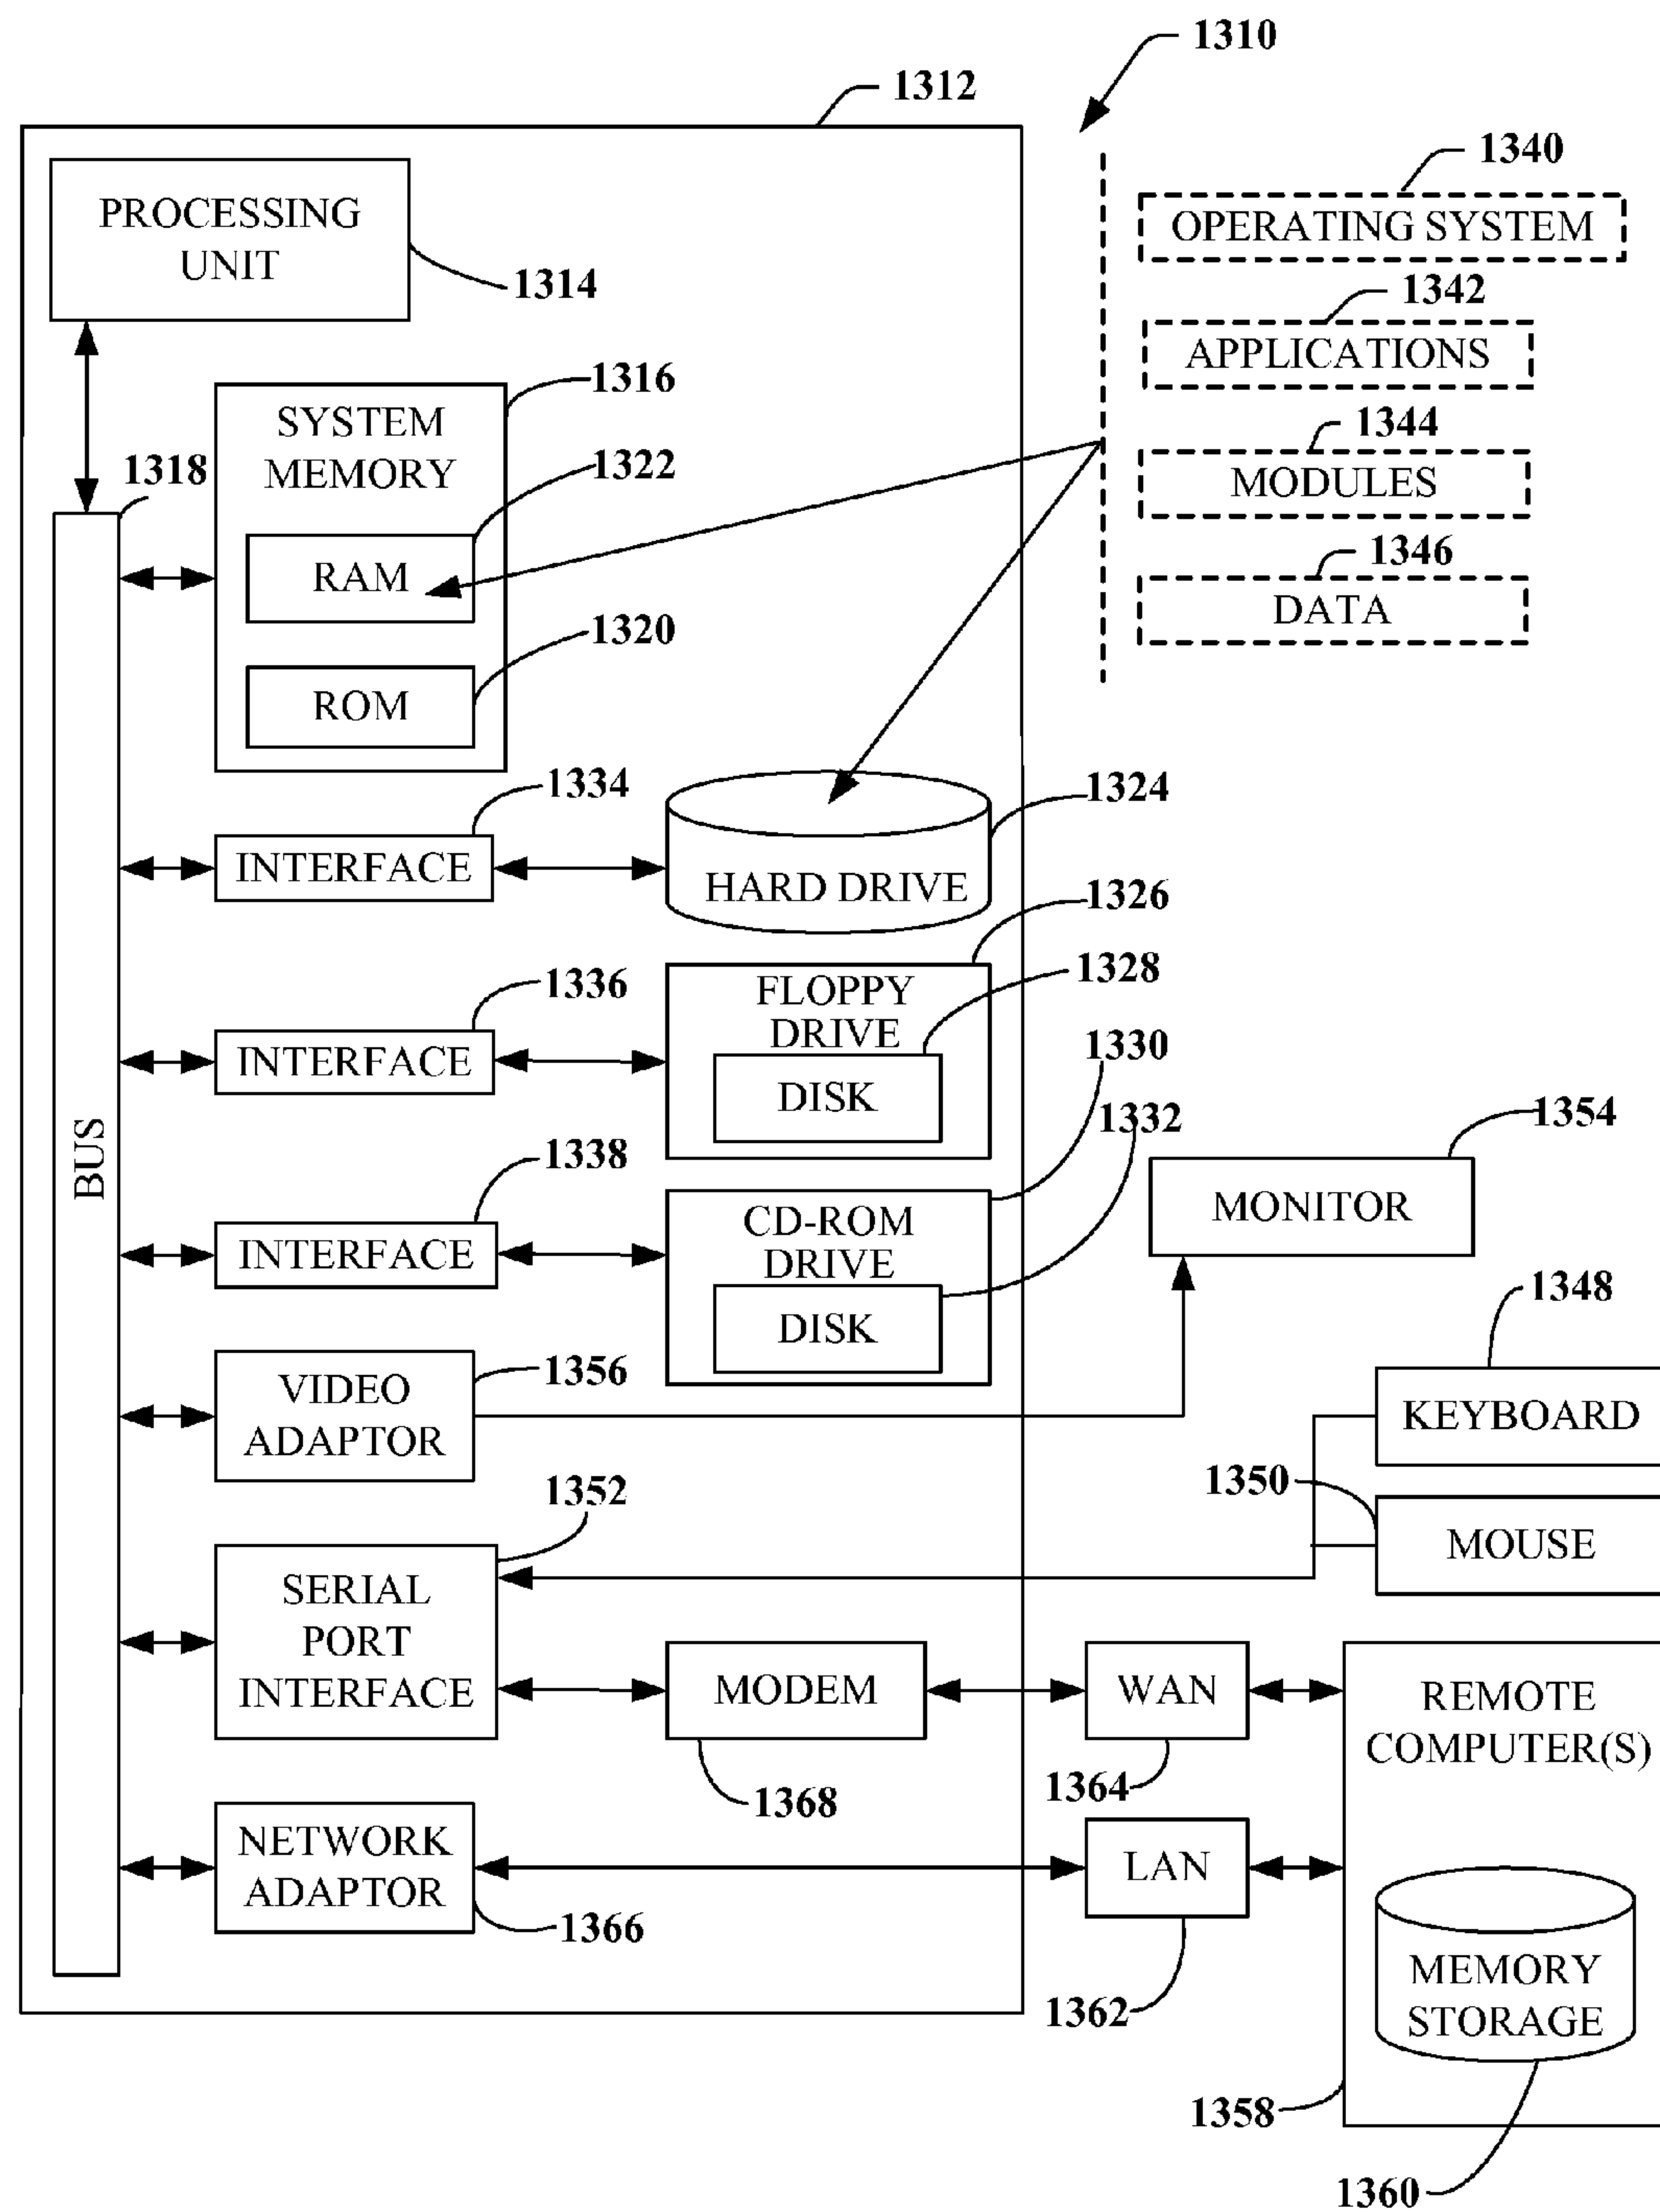 1310
1312
1340
PROCESSING
UNIT
OPERATING SYSTEM
1314
1342
APPLICATIONS
1316
SYSTEM
MEMORY
1344
1318
1322
MODULES
RAM
1346
DATA
1320
ROM
1334
1324
INTERFACE
HARD DRIVE
1326
1336
1328
FLOPPY
DRIVE
INTERFACE
1330
DISK
1332
1354
BUS
1338
MONITOR
CD-ROM
DRIVE
INTERFACE
1348
DISK
1356
VIDEO
ADAPTOR
KEYBOARD
1350
1352
MOUSE
SERIAL
PORT
INTERFACE
MODEM
WAN
REMOTE
COMPUTER(S)
1364
1368
NETWORK
ADAPTOR
LAN
1366
MEMORY
STORAGE
1362
1358
1360